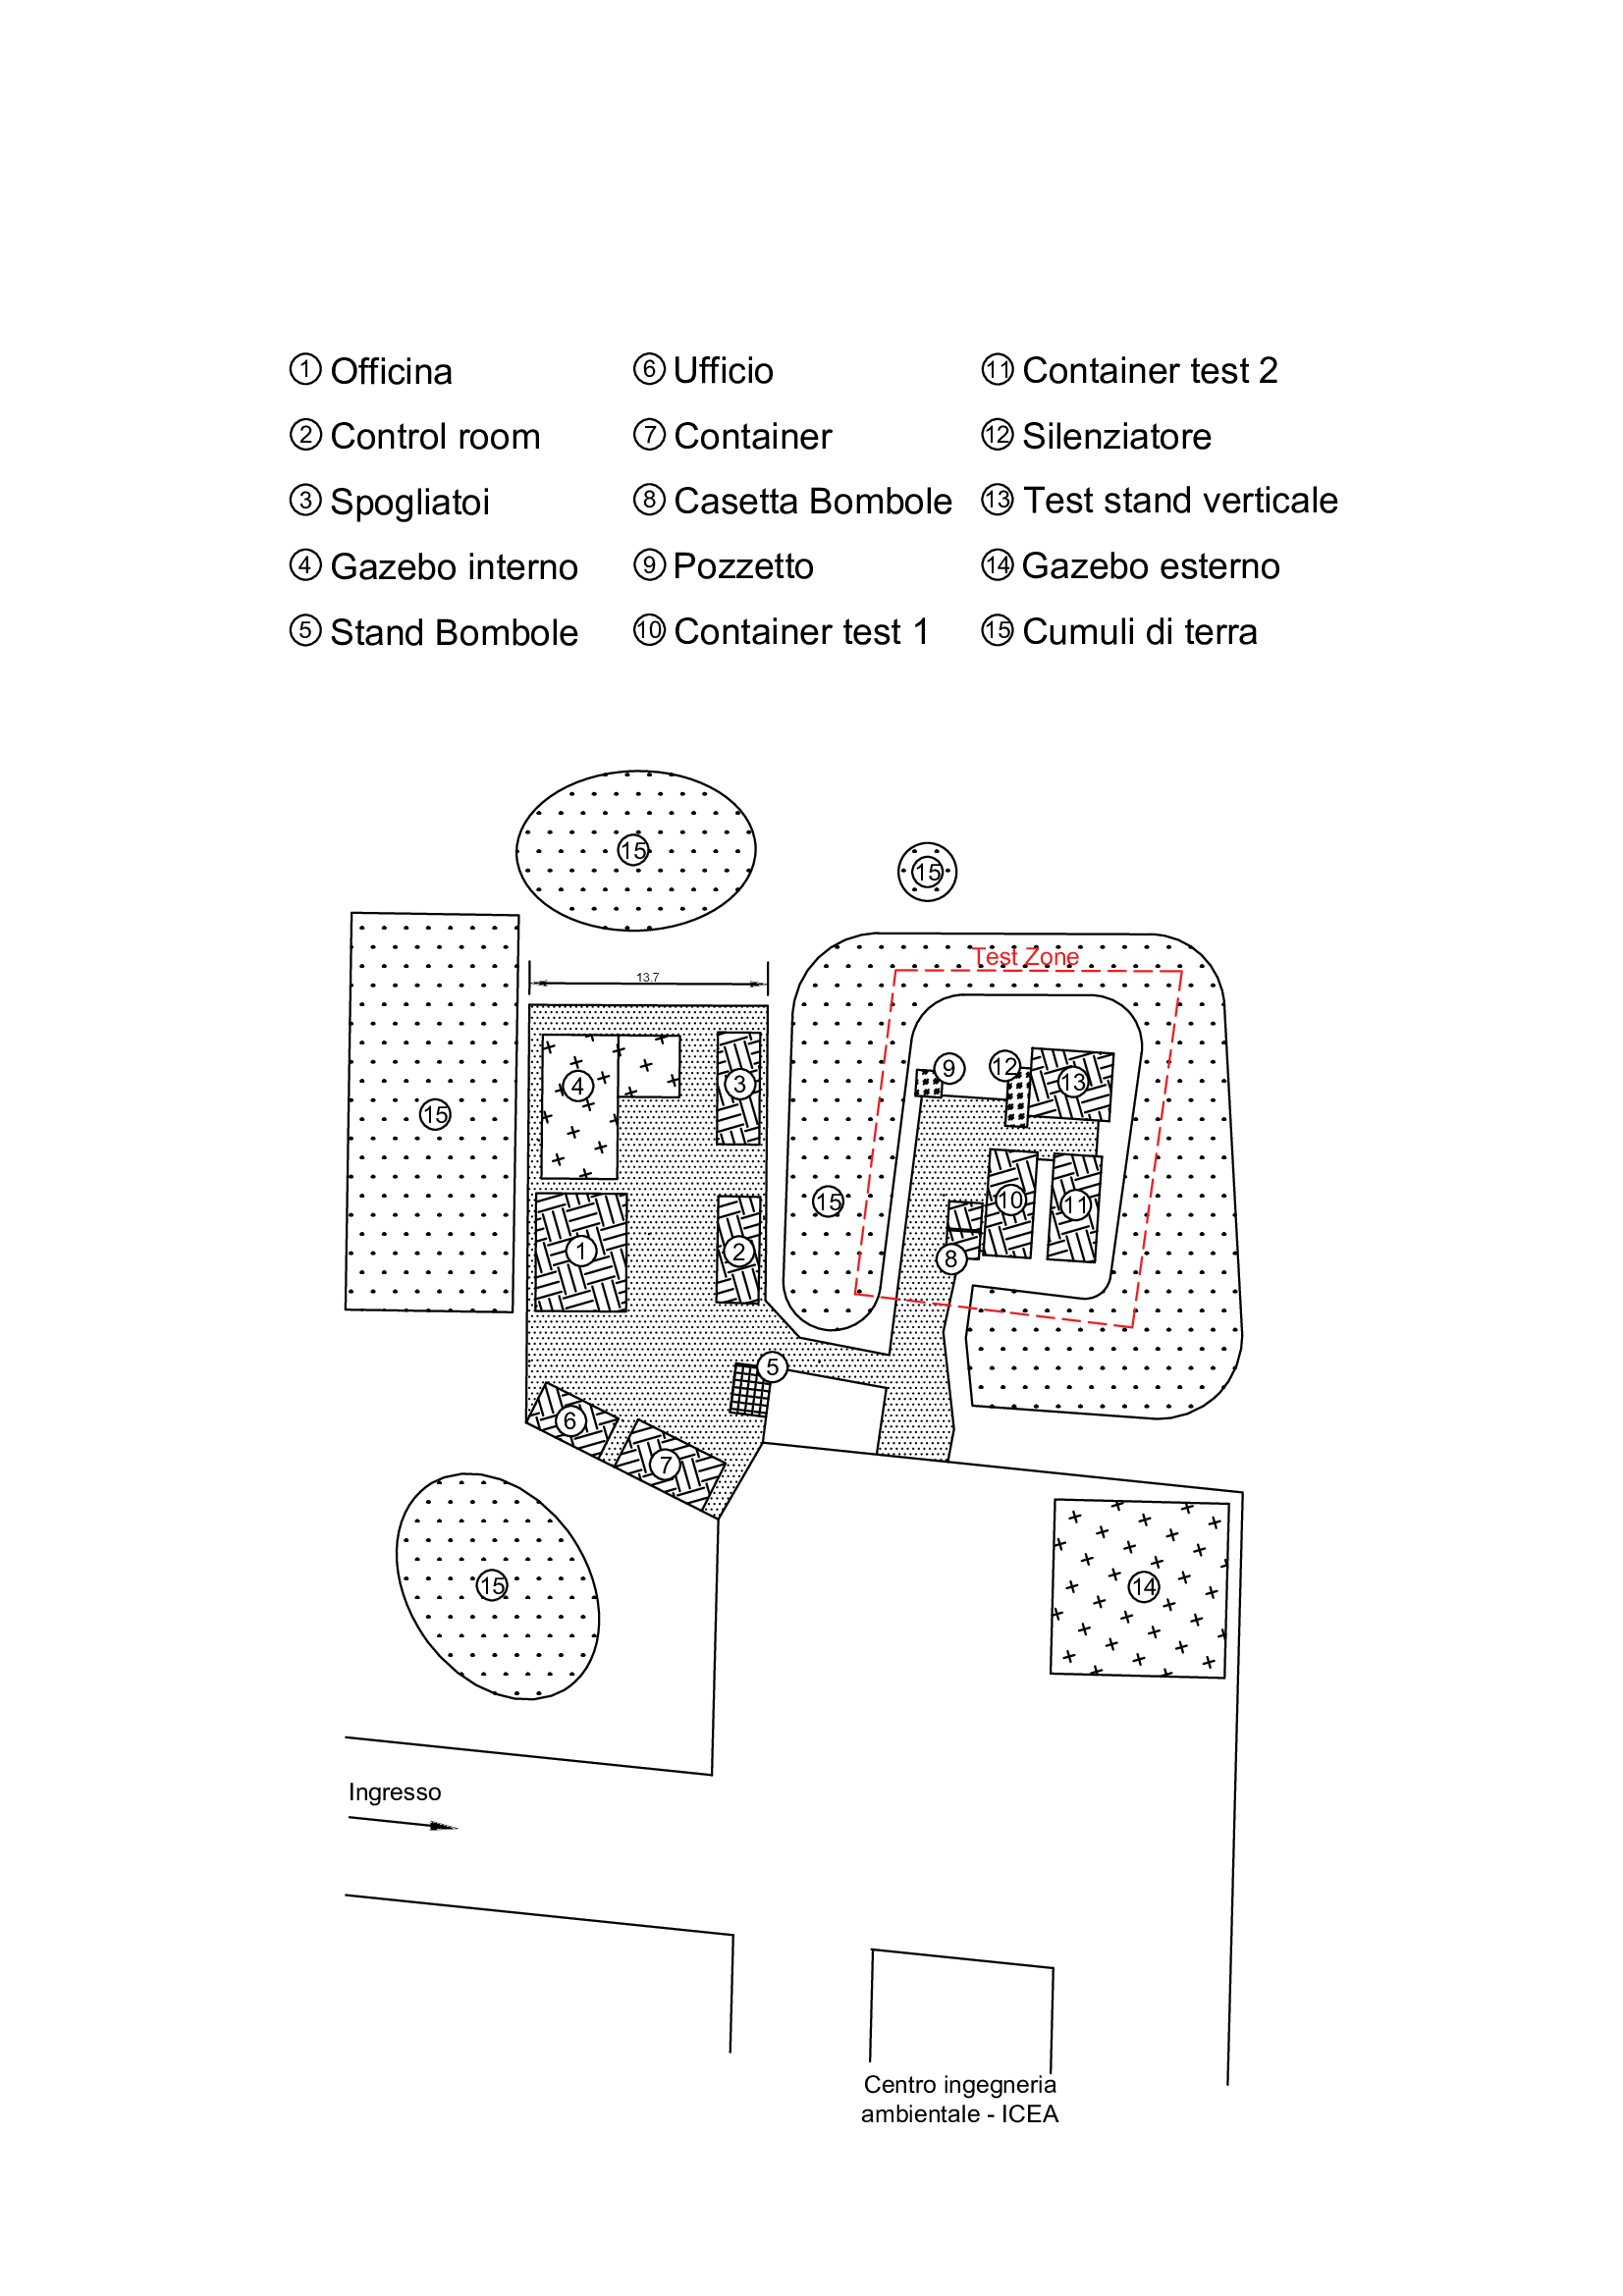 1 Officina
2 Control room
3 Spogliatoi
4 Gazebo interno
5 Stand Bombole
6 Ufficio
7 Container
8 Casetta Bombole
9 Pozzetto
10 Container test 1
11 Container test 2
12 Silenziatore
13 Test stand verticale
14 Gazebo esterno
15 Cumuli di terra
15
15
Test Zone
13.7
9
12
13
4
3
15
15
10
11
1
2
8
5
6
7
15
14
Ingresso
Centro ingegneria
ambientale - ICEA